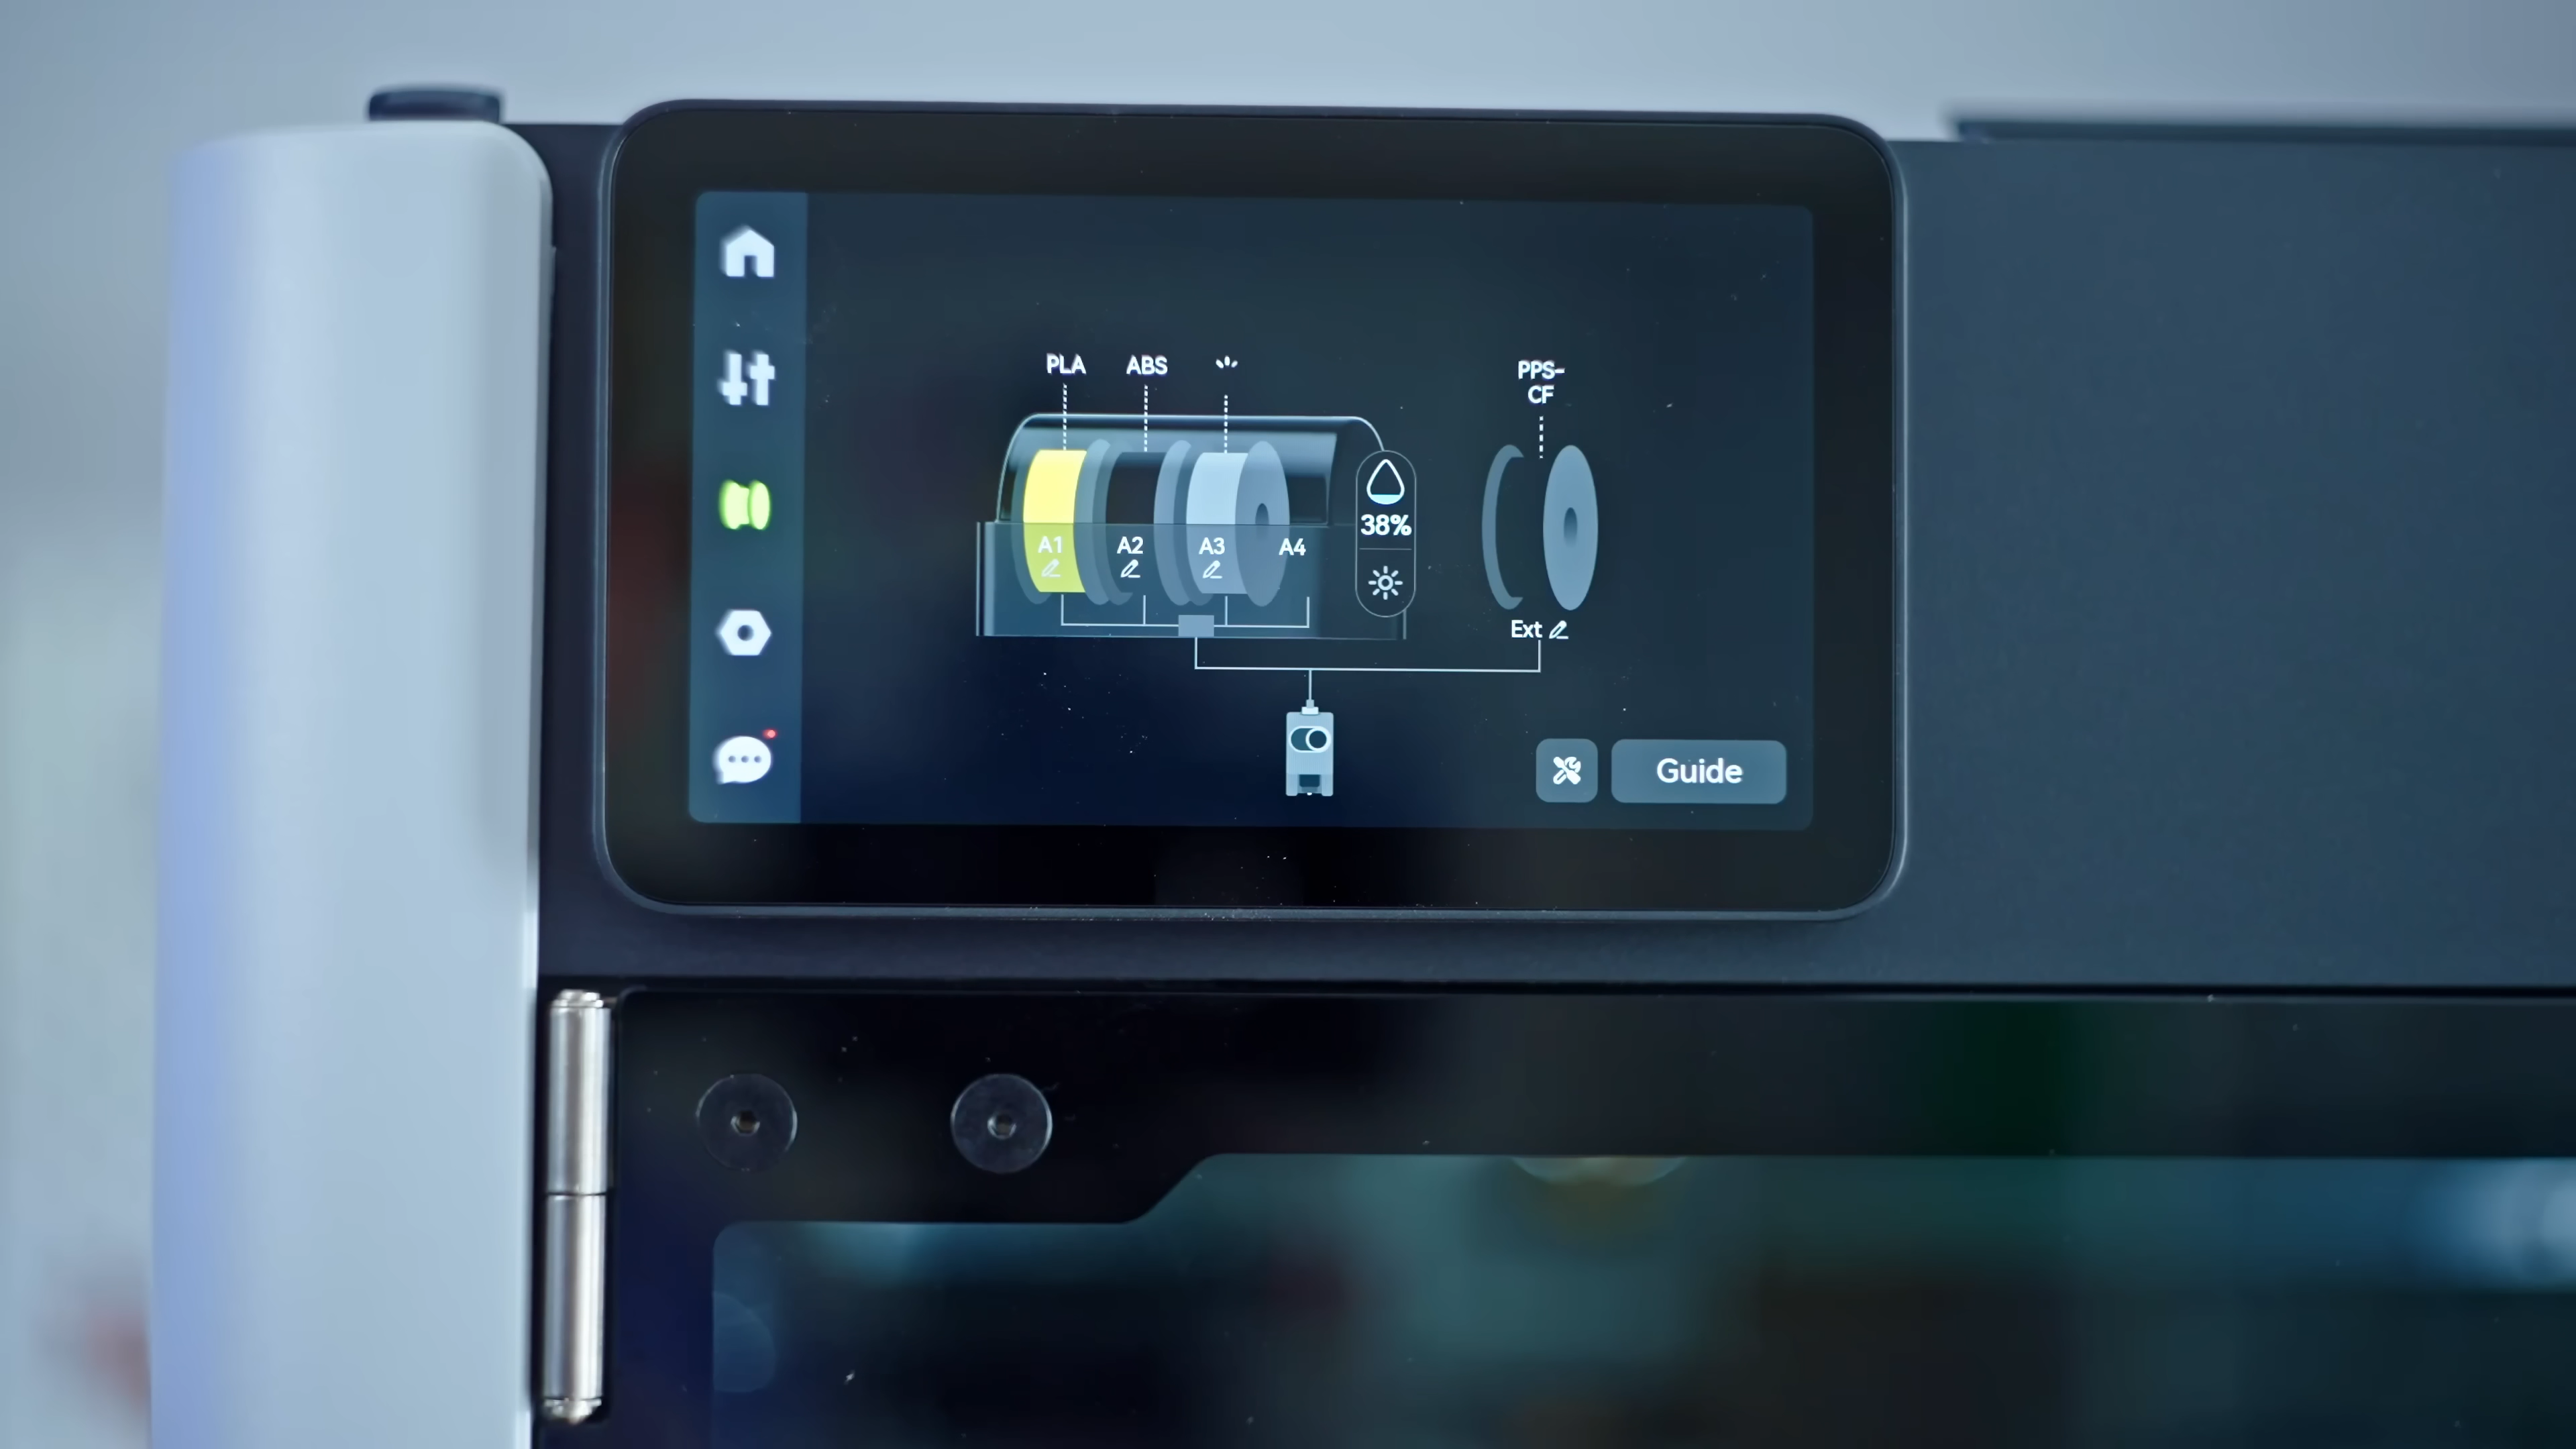 PLA
ABS
PPS-
CF
A1
A2
A3
A4
38%
Ext
Guide